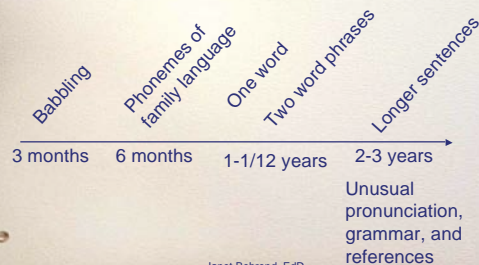 Babbling
Phonemes of
family language
One word
Two word phrases
Longer sentences
3 months
6 months
1-1/12 years
2-3 years
Unusual
pronunciation,
grammar, and
references